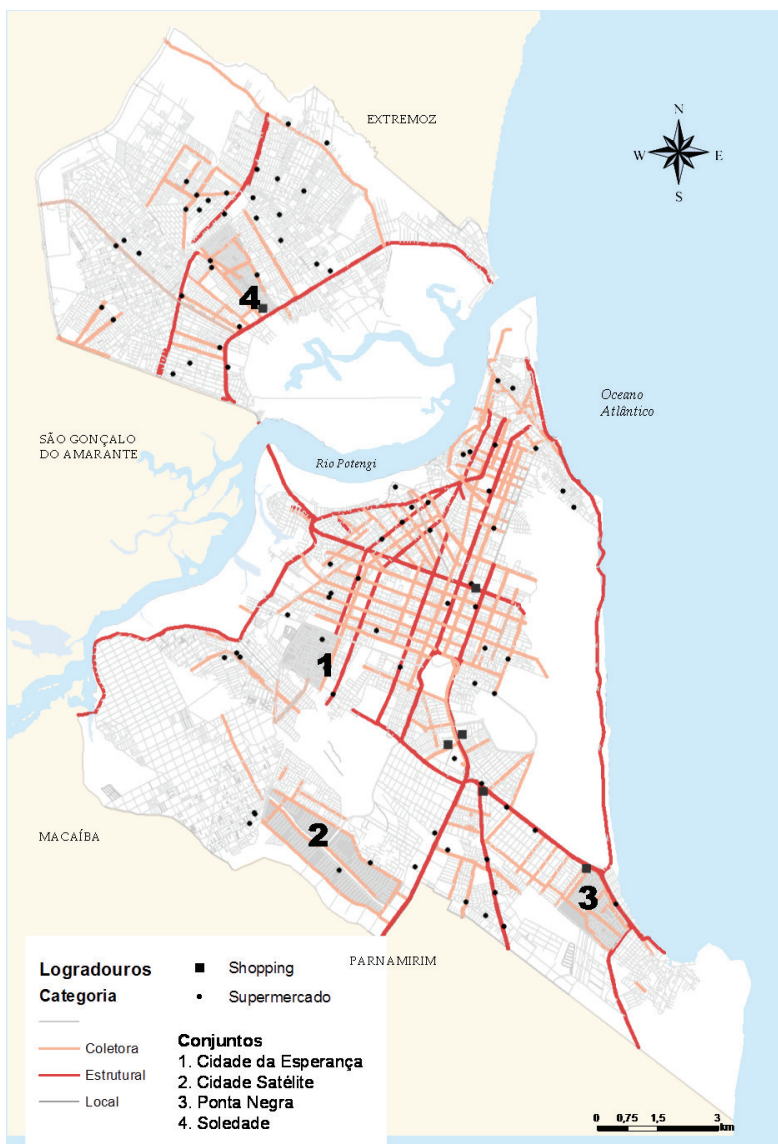 EXTREMOZ
N
W
E
S
4
Oceano
Atlântico
SÃO GONÇALO
DO AMARANTE
Rio Potengi
1
2
MACAÍBA
3
PARNAMIRIM
Logradouros
Categoria
Coletora
Estrutural
Local
Shopping
Supermercado
Conjuntos
1. Cidade da Esperança
2. Cidade Satélite
3. Ponta Negra
4. Soledade
0 0,75 1,5 3
km